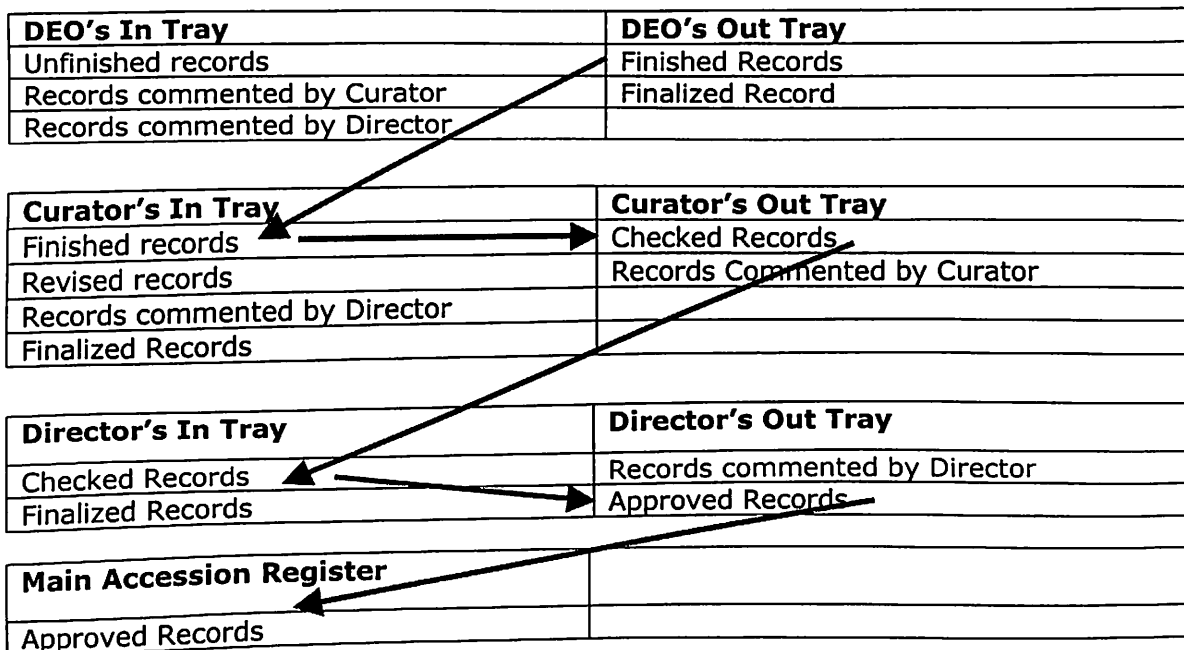 DEO's In Tray DEO's Out Tray
Unfinished records Finished Records
Records commented by Curator Finalized Record
Records commented by Director
Curator's In Tray Curator's Out Tray
Finished records Checked Records
Revised records Records Commented by Curator
Records commented by Director
Finalized Records
Director's In Tray Director's Out Tray
Checked Records Records commented by Director
Finalized Records Approved Records
Main Accession Register
Approved Records